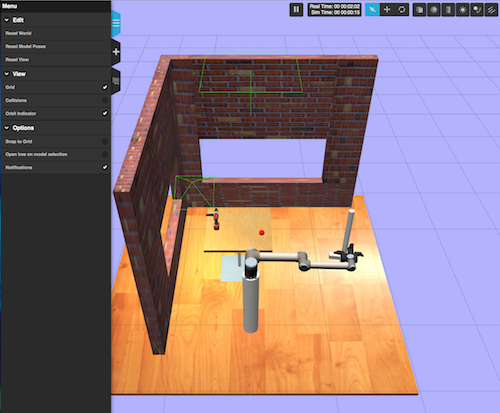 Menu
Edit
Reset World
Reset Model Poses
Reset View
View
Grid
Collisions
Orbit Indicator
Options
Snap to Grid
Open tree on model selection
Notifications
Real Time: 00 00:02:02
Sim Time: 00 00:00:15